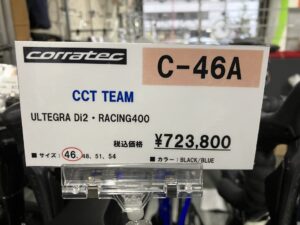 corratec
C-46A
CCT TEAM
ULTEGRA Di2・RACING400
税込価格 ¥723,800
■サイズ：46. 48. 51. 54
■カラー：BLACK/BLUE